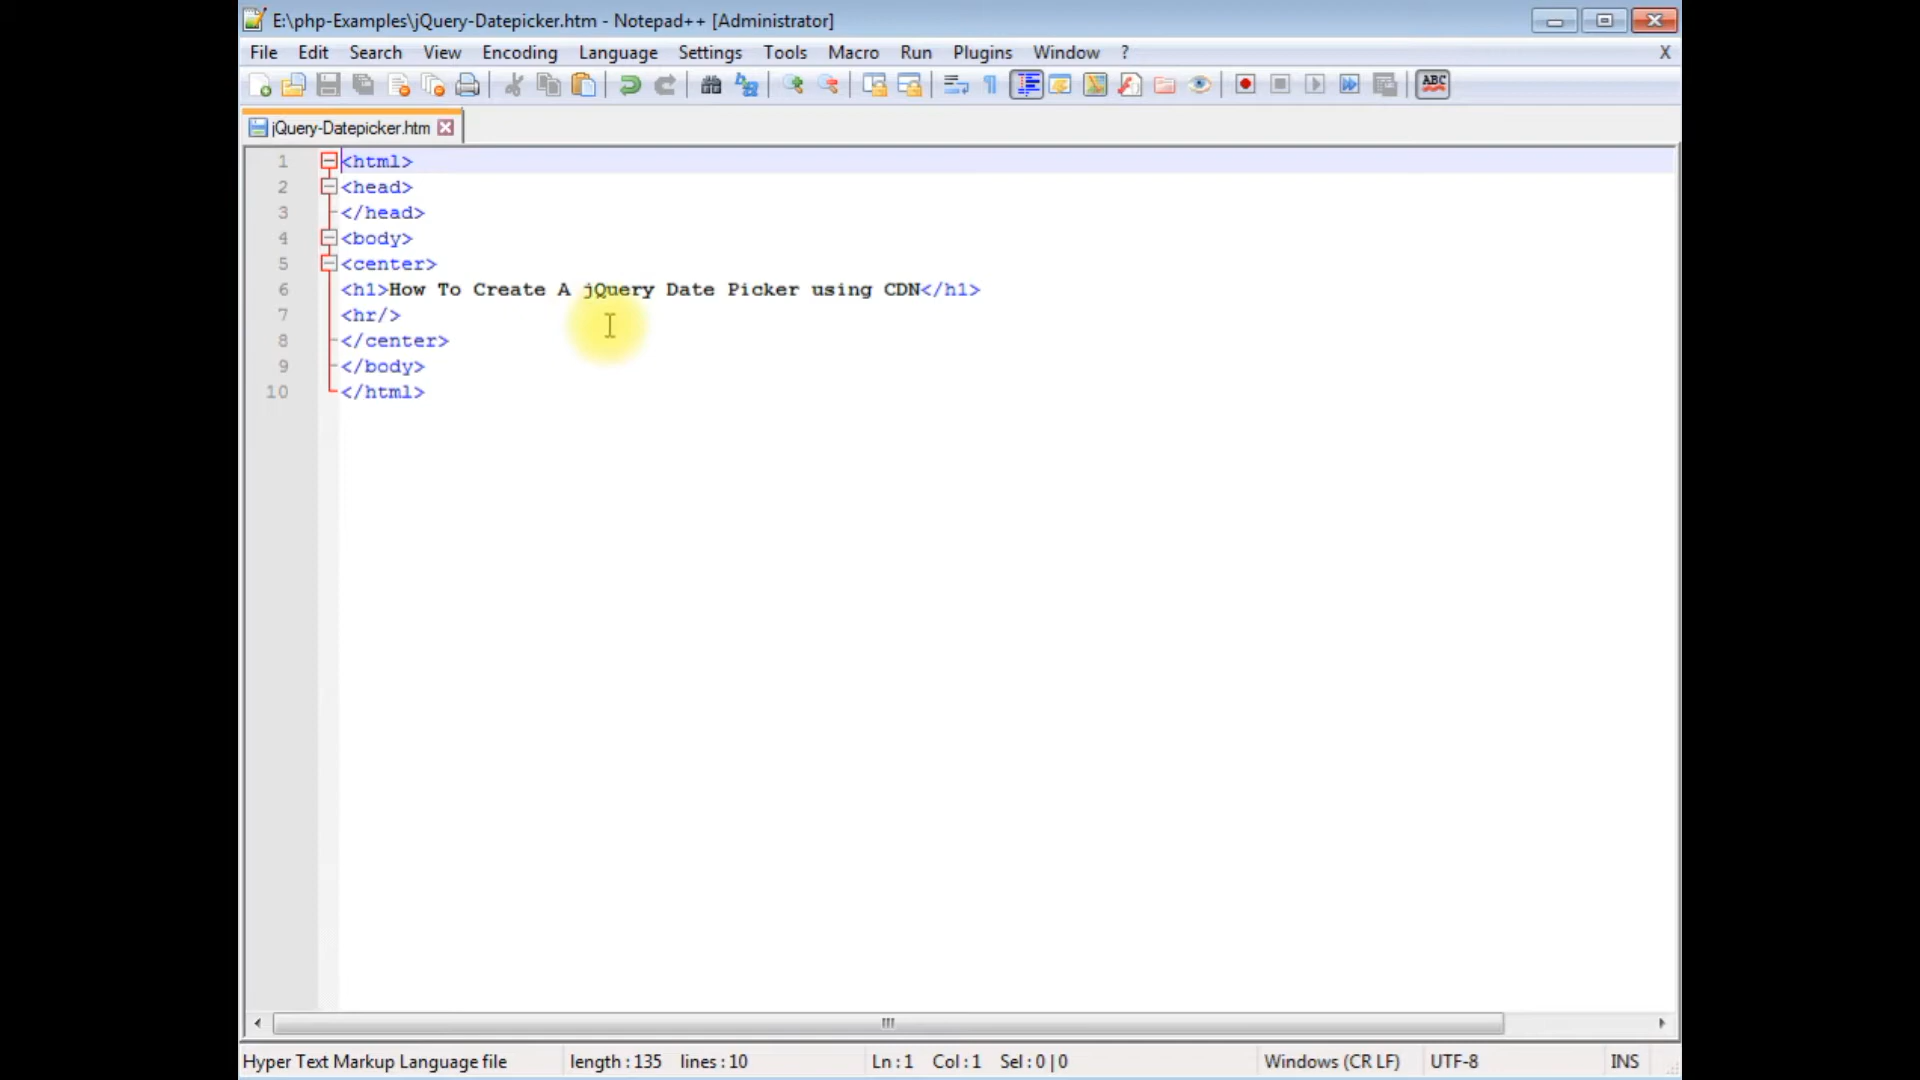 E:\php-Examples\jQuery-Datepicker.htm - Notepad++ [Administrator]
File Edit Search View Encoding Language Settings Tools Macro Run Plugins Window ? X
ABC
jQuery-Datepicker.htm
1 <html>
2 <head>
3 </head>
4 <body>
5 <center>
6 <h1>How To Create A jQuery Date Picker using CDN</h1>
7 <hr/>
8 </center>
9 </body>
10 </html>
Hyper Text Markup Language file length : 135 lines : 10 Ln : 1 Col : 1 Sel : 0 | 0 Windows (CR LF) UTF-8 INS